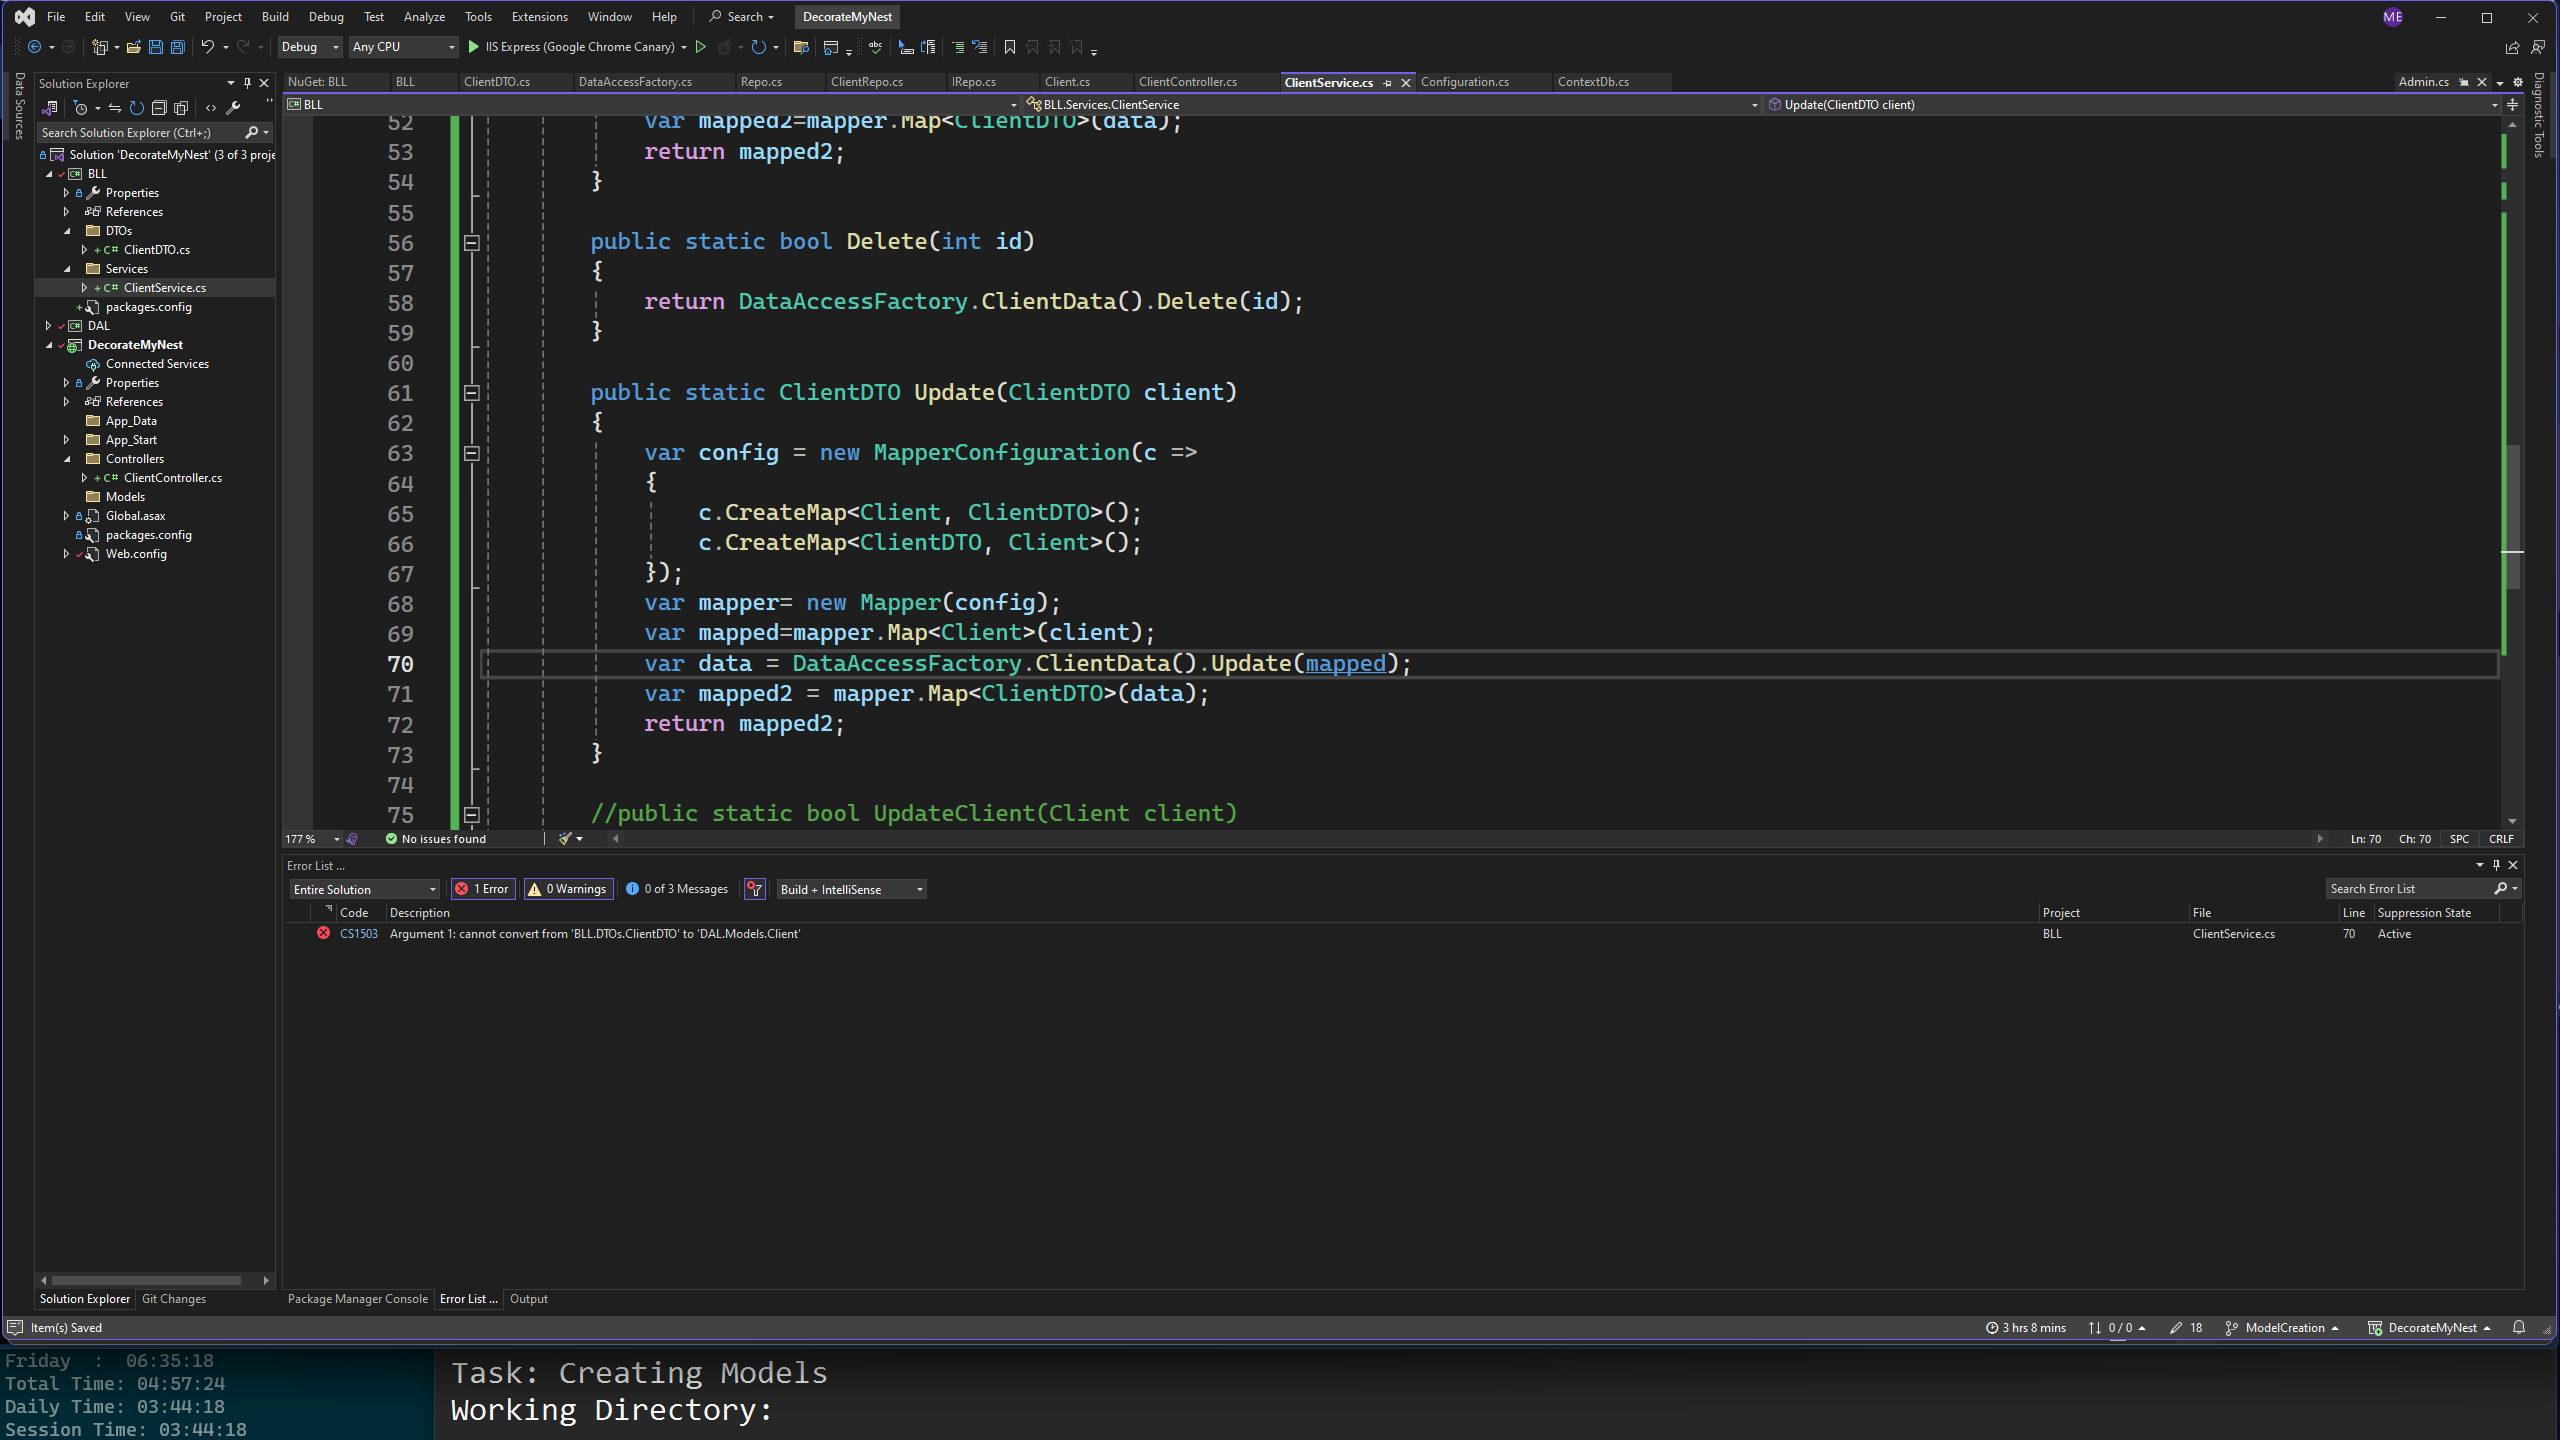 File Edit View Git Project Build Debug Test Analyze Tools Extensions Window Help Search DecorateMyNest ME
Debug Any CPU IIS Express (Google Chrome Canary)
Data Sources
Solution Explorer
Search Solution Explorer (Ctrl+;)
Solution 'DecorateMyNest' (3 of 3 proje
BLL
Properties
References
DTOs
C# ClientDTO.cs
Services
C# ClientService.cs
packages.config
DAL
DecorateMyNest
Connected Services
Properties
References
App_Data
App_Start
Controllers
C# ClientController.cs
Models
Global.asax
packages.config
Web.config
Solution Explorer Git Changes
NuGet: BLL BLL ClientDTO.cs DataAccessFactory.cs Repo.cs ClientRepo.cs IRepo.cs Client.cs ClientController.cs ClientService.cs Configuration.cs ContextDb.cs Admin.cs
BLL BLL.Services.ClientService Update(ClientDTO client)
Diagnostic Tools
52 var mapped2=mapper.Map<ClientDTO>(data);
53 return mapped2;
54 }
55
56 public static bool Delete(int id)
57 {
58 return DataAccessFactory.ClientData().Delete(id);
59 }
60
61 public static ClientDTO Update(ClientDTO client)
62 {
63 var config = new MapperConfiguration(c =>
64 {
65 c.CreateMap<Client, ClientDTO>();
66 c.CreateMap<ClientDTO, Client>();
67 });
68 var mapper= new Mapper(config);
69 var mapped=mapper.Map<Client>(client);
70 var data = DataAccessFactory.ClientData().Update(mapped);
71 var mapped2 = mapper.Map<ClientDTO>(data);
72 return mapped2;
73 }
74
75 //public static bool UpdateClient(Client client)
177 % No issues found Ln: 70 Ch: 70 SPC CRLF
Error List ...
Entire Solution 1 Error 0 Warnings 0 of 3 Messages Build + IntelliSense Search Error List
Code Description Project File Line Suppression State
CS1503 Argument 1: cannot convert from 'BLL.DTOs.ClientDTO' to 'DAL.Models.Client' BLL ClientService.cs 70 Active
Package Manager Console Error List ... Output
Item(s) Saved 3 hrs 8 mins 0 / 0 18 ModelCreation DecorateMyNest
Friday : 06:35:18
Total Time: 04:57:24
Daily Time: 03:44:18
Session Time: 03:44:18
Task: Creating Models
Working Directory: